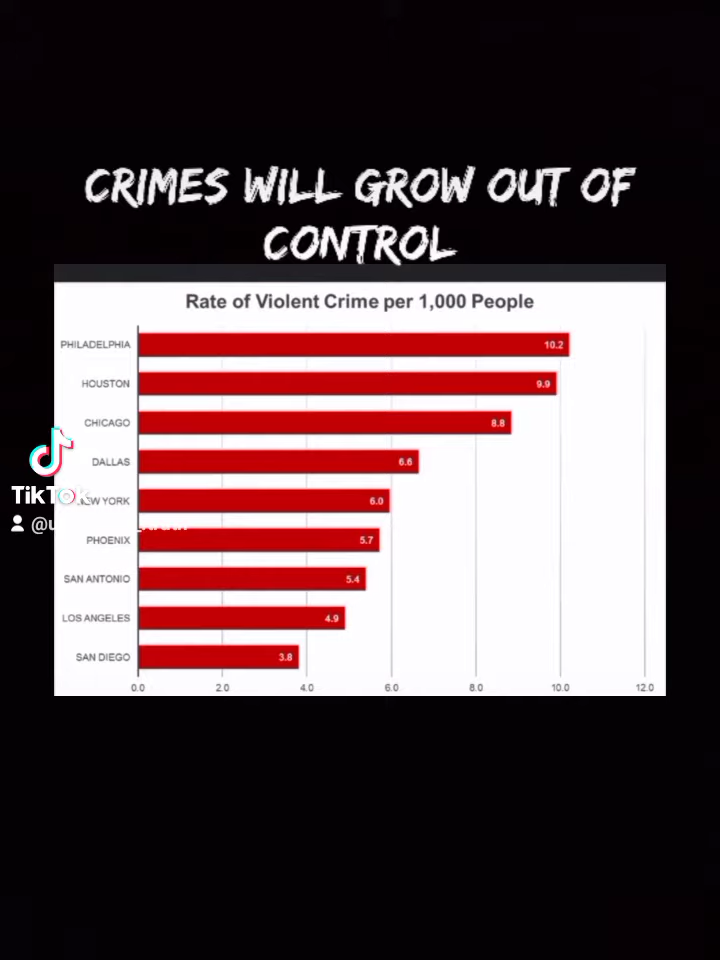 CRIMES WILL GROW OUT OF
CONTROL
Rate of Violent Crime per 1,000 People
PHILADELPHIA 10.2
HOUSTON 9.9
CHICAGO 8.8
DALLAS 6.6
YORK 6.0
PHOENIX 5.7
SAN ANTONIO 5.4
LOS ANGELES 4.9
SAN DIEGO 3.8
0.0 2.0 4.0 6.0 8.0 10.0 12.0
TikTok